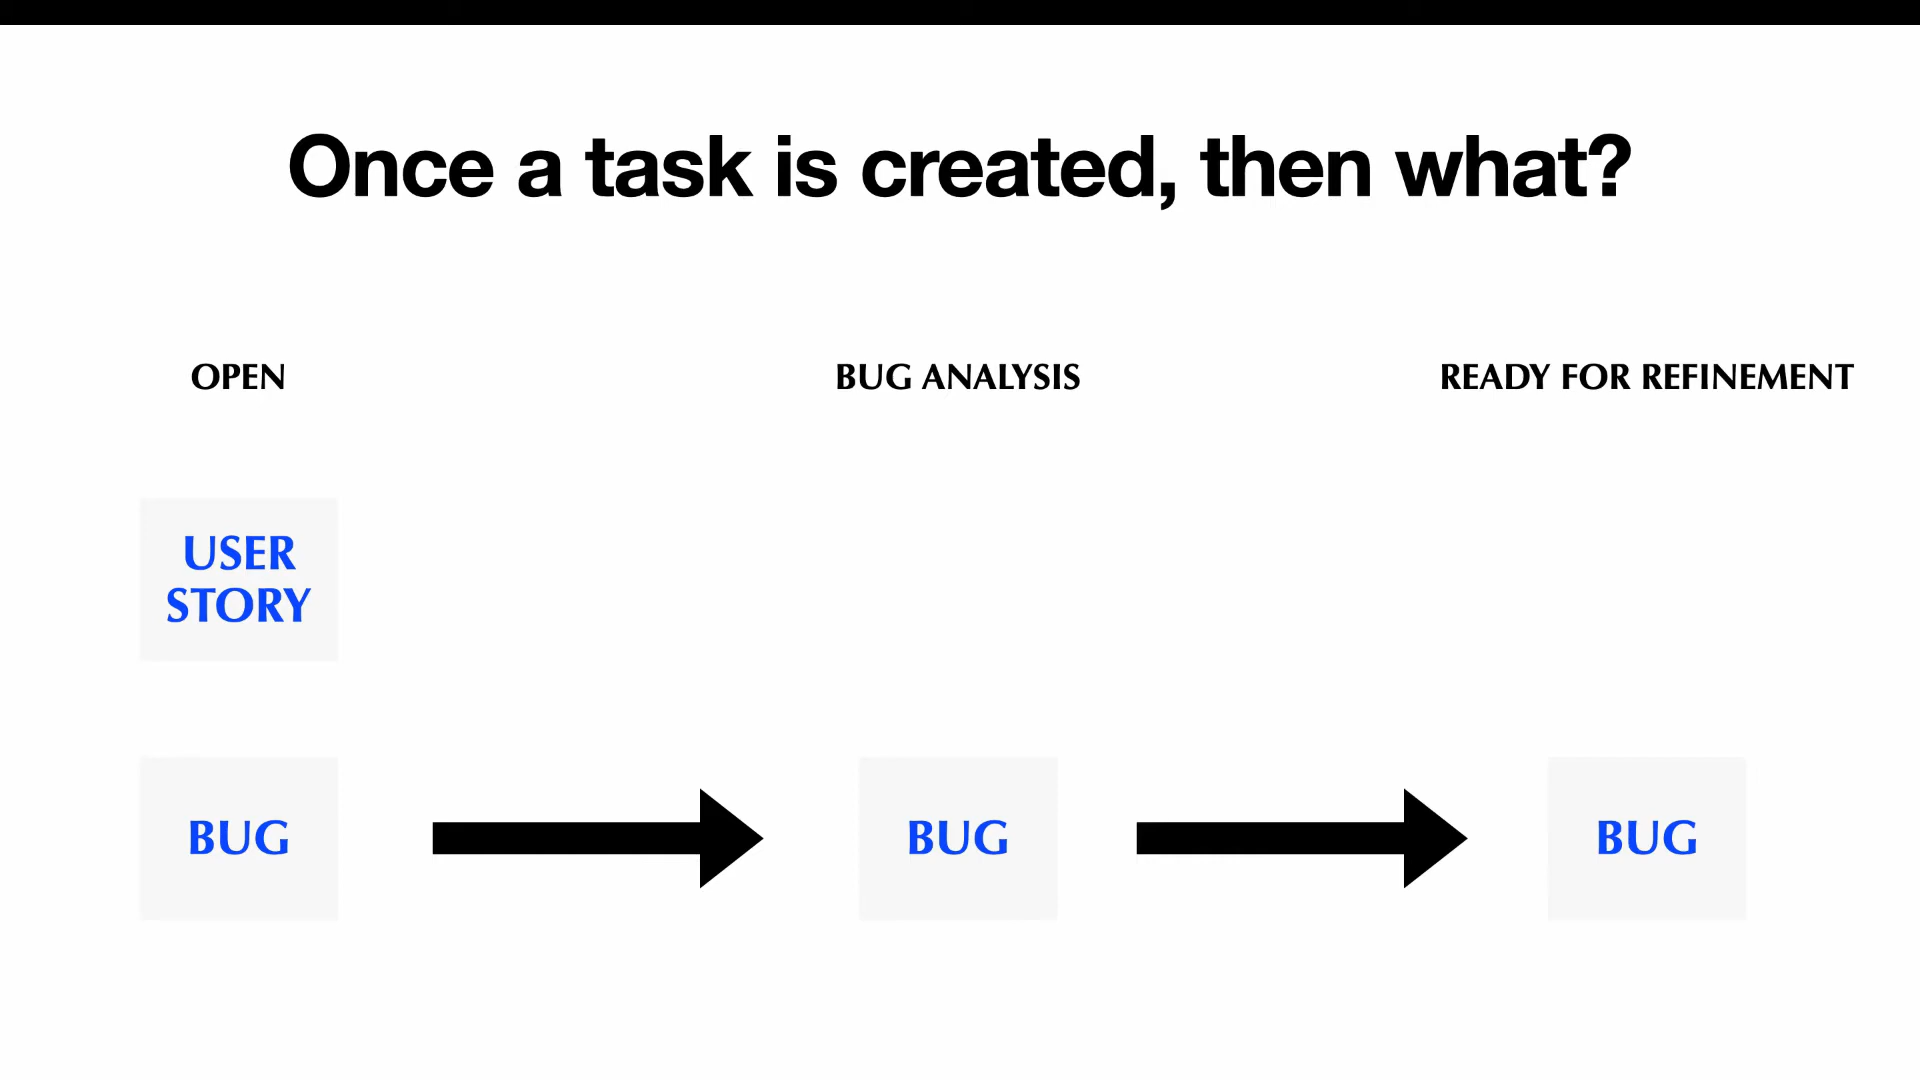 Once a task is created, then what?
OPEN
BUG ANALYSIS
READY FOR REFINEMENT
USER
STORY
BUG
BUG
BUG